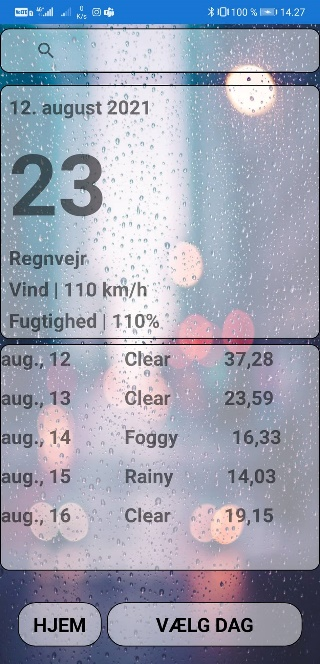 100 % 14.27
12. august 2021
23
Regnvejr
Vind | 110 km/h
Fugtighed | 110%
aug., 12 Clear 37,28
aug., 13 Clear 23,59
aug., 14 Foggy 16,33
aug., 15 Rainy 14,03
aug., 16 Clear 19,15
HJEM VÆLG DAG